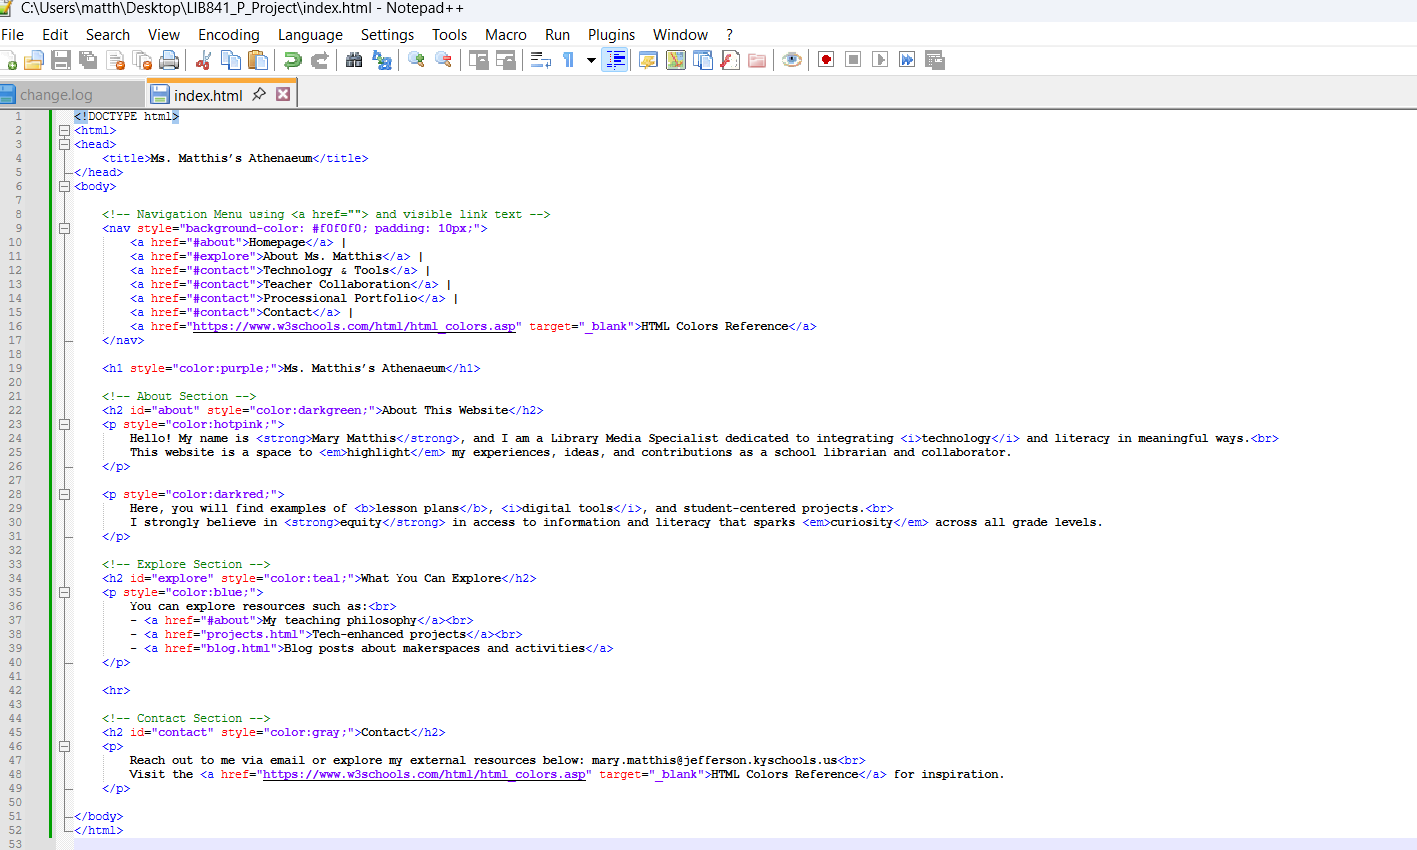 C:\Users\matth\Desktop\LIB841_P_Project\index.html - Notepad++
File Edit Search View Encoding Language Settings Tools Macro Run Plugins Window ?
change.log index.html
1 <!DOCTYPE html>
2 <html>
3 <head>
4 <title>Ms. Matthis’s Athenaeum</title>
5 </head>
6 <body>
7
8 <!-- Navigation Menu using <a href=""> and visible link text -->
9 <nav style="background-color: #f0f0f0; padding: 10px;">
10 <a href="#about">Homepage</a> |
11 <a href="#explore">About Ms. Matthis</a> |
12 <a href="#contact">Technology & Tools</a> |
13 <a href="#contact">Teacher Collaboration</a> |
14 <a href="#contact">Processional Portfolio</a> |
15 <a href="#contact">Contact</a> |
16 <a href="https://www.w3schools.com/html/html_colors.asp" target="_blank">HTML Colors Reference</a>
17 </nav>
18
19 <h1 style="color:purple;">Ms. Matthis’s Athenaeum</h1>
20
21 <!-- About Section -->
22 <h2 id="about" style="color:darkgreen;">About This Website</h2>
23 <p style="color:hotpink;">
24 Hello! My name is <strong>Mary Matthis</strong>, and I am a Library Media Specialist dedicated to integrating <i>technology</i> and literacy in meaningful ways.<br>
25 This website is a space to <em>highlight</em> my experiences, ideas, and contributions as a school librarian and collaborator.
26 </p>
27
28 <p style="color:darkred;">
29 Here, you will find examples of <b>lesson plans</b>, <i>digital tools</i>, and student-centered projects.<br>
30 I strongly believe in <strong>equity</strong> in access to information and literacy that sparks <em>curiosity</em> across all grade levels.
31 </p>
32
33 <!-- Explore Section -->
34 <h2 id="explore" style="color:teal;">What You Can Explore</h2>
35 <p style="color:blue;">
36 You can explore resources such as:<br>
37 - <a href="#about">My teaching philosophy</a><br>
38 - <a href="projects.html">Tech-enhanced projects</a><br>
39 - <a href="blog.html">Blog posts about makerspaces and activities</a>
40 </p>
41
42 <hr>
43
44 <!-- Contact Section -->
45 <h2 id="contact" style="color:gray;">Contact</h2>
46 <p>
47 Reach out to me via email or explore my external resources below: mary.matthis@jefferson.kyschools.us<br>
48 Visit the <a href="https://www.w3schools.com/html/html_colors.asp" target="_blank">HTML Colors Reference</a> for inspiration.
49 </p>
50
51 </body>
52 </html>
53